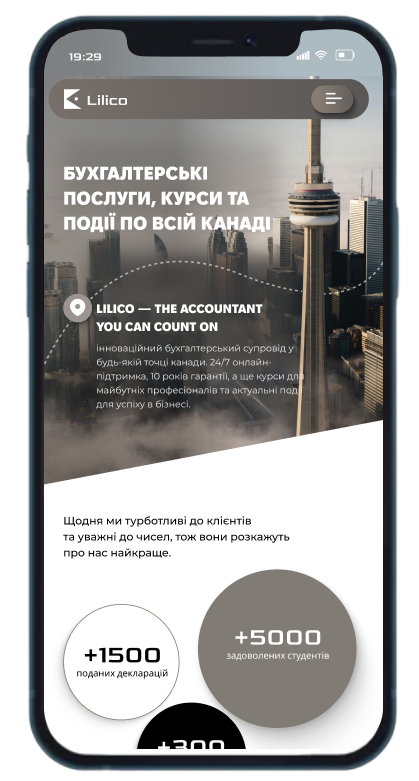 19:29
Lilico
БУХГАЛТЕРСЬКІ
ПОСЛУГИ, КУРСИ ТА
ПОДІЇ ПО ВСІЙ КАНАДІ
LILICO — THE ACCOUNTANT
YOU CAN COUNT ON
інноваційний бухгалтерський супровід у
будь-якій точці канади. 24/7 онлайн-
підтримка, 10 років гарантії, а ще курси для
майбутніх професіоналів та актуальні події
для успіху в бізнесі.
Щодня ми турботливі до клієнтів
та уважні до чисел, тож вони розкажуть
про нас найкраще.
+5000
задоволених студентів
+1500
поданих декларацій
+300